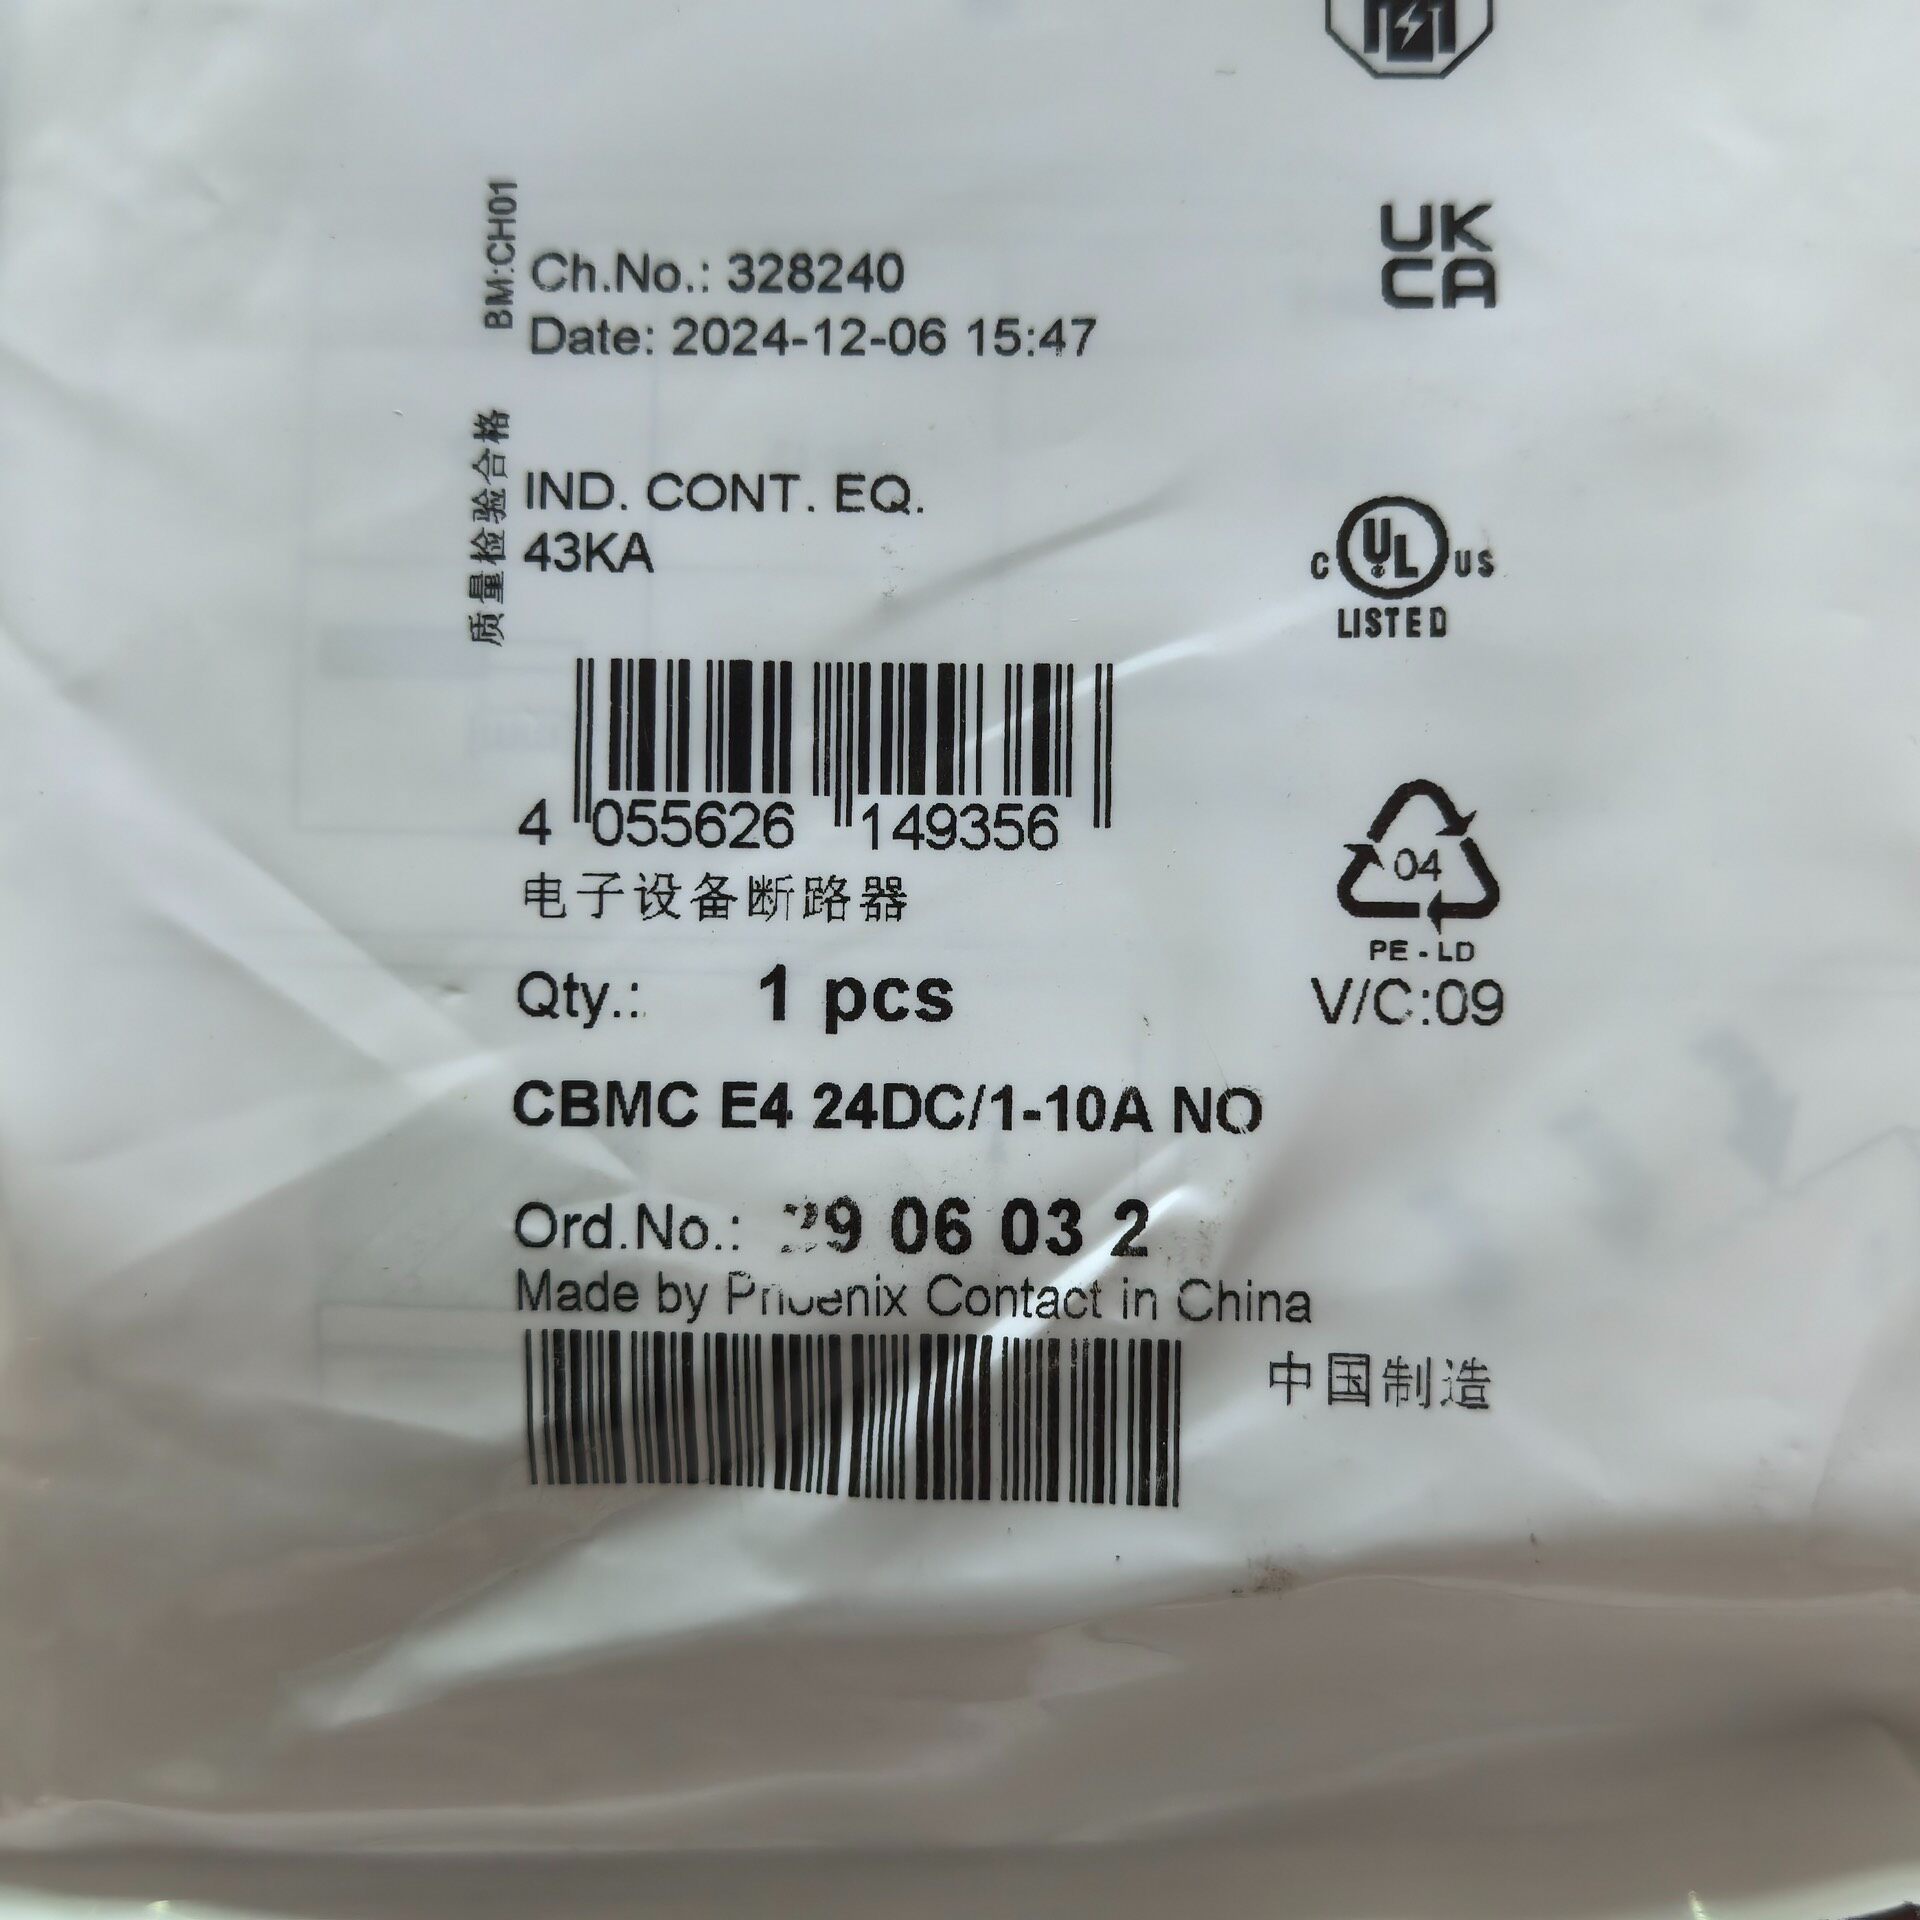 BM:CH01
Ch.No.: 328240
Date: 2024-12-06 15:47
UK
CA
质量检验合格
IND. CONT. EQ.
43KA
C UL US
LISTED
4 055626 149356
电子设备断路器
04
PE-LD
Qty.: 1 pcs
V/C:09
CBMC E4 24DC/1-10A NO
Ord.No.: 29 06 03 2
Made by Phoenix Contact in China
中国制造